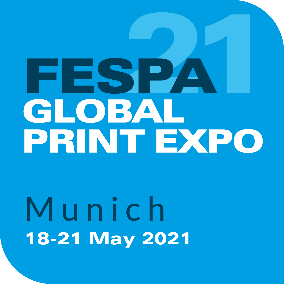 21
FESPA
GLOBAL
PRINT EXPO
Munich
18-21 May 2021